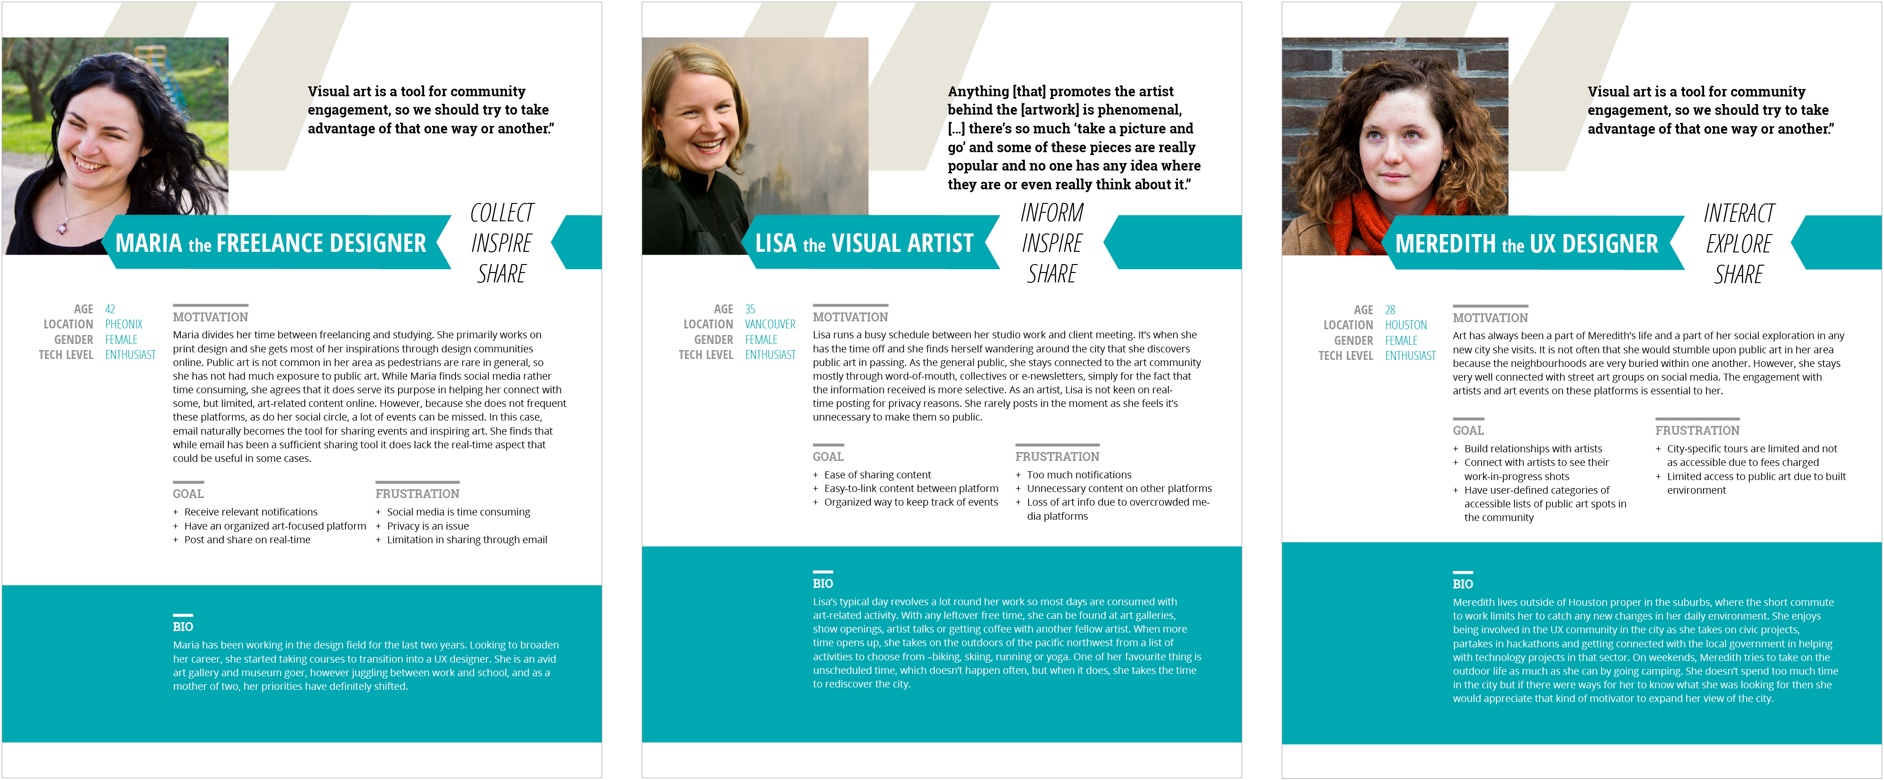 Visual art is a tool for community
engagement, so we should try to take
advantage of that one way or another.”
MARIA the FREELANCE DESIGNER
COLLECT
INSPIRE
SHARE
AGE 42
LOCATION PHEONIX
GENDER FEMALE
TECH LEVEL ENTHUSIAST
MOTIVATION
Maria divides her time between freelancing and studying. She primarily works on
print design and she gets most of her inspirations through design communities
online. Public art is not common in her area as pedestrians are rare in general, so
she has not had much exposure to public art. While Maria finds social media rather
time consuming, she agrees that it does serve its purpose in helping her connect with
some, but limited, art-related content online. However, because she does not frequent
these platforms, as do her social circle, a lot of events can be missed. In this case,
email naturally becomes the tool for sharing events and inspiring art. She finds that
while email has been a sufficient sharing tool it does lack the real-time aspect that
could be useful in some cases.
GOAL
+ Receive relevant notifications
+ Have an organized art-focused platform
+ Post and share on real-time
FRUSTRATION
+ Social media is time consuming
+ Privacy is an issue
+ Limitation in sharing through email
BIO
Maria has been working in the design field for the last two years. Looking to broaden
her career, she started taking courses to transition into a UX designer. She is an avid
art gallery and museum goer, however juggling between work and school, and as a
mother of two, her priorities have definitely shifted.
Anything [that] promotes the artist
behind the [artwork] is phenomenal,
[...] there’s so much ‘take a picture and
go’ and some of these pieces are really
popular and no one has any idea where
they are or even really think about it.”
LISA the VISUAL ARTIST
INFORM
INSPIRE
SHARE
AGE 35
LOCATION VANCOUVER
GENDER FEMALE
TECH LEVEL ENTHUSIAST
MOTIVATION
Lisa runs a busy schedule between her studio work and client meeting. It’s when she
has the time off and she finds herself wandering around the city that she discovers
public art in passing. As the general public, she stays connected to the art community
mostly through word-of-mouth, collectives or e-newsletters, simply for the fact that
the information received is more selective. As an artist, Lisa is not keen on real-
time posting for privacy reasons. She rarely posts in the moment as she feels it’s
unnecessary to make them so public.
GOAL
+ Ease of sharing content
+ Easy-to-link content between platform
+ Organized way to keep track of events
FRUSTRATION
+ Too much notifications
+ Unnecessary content on other platforms
+ Loss of art info due to overcrowded me-
dia platforms
BIO
Lisa’s typical day revolves a lot round her work so most days are consumed with
art-related activity. With any leftover free time, she can be found at art galleries,
show openings, artist talks or getting coffee with another fellow artist. When more
time opens up, she takes on the outdoors of the pacific northwest from a list of
activities to choose from –biking, skiing, running or yoga. One of her favourite thing is
unscheduled time, which doesn’t happen often, but when it does, she takes the time
to rediscover the city.
Visual art is a tool for community
engagement, so we should try to take
advantage of that one way or another.”
MEREDITH the UX DESIGNER
INTERACT
EXPLORE
SHARE
AGE 28
LOCATION HOUSTON
GENDER FEMALE
TECH LEVEL ENTHUSIAST
MOTIVATION
Art has always been a part of Meredith’s life and a part of her social exploration in any
new city she visits. It is not often that she would stumble upon public art in her area
because the neighbourhoods are very buried within one another. However, she stays
very well connected with street art groups on social media. The engagement with
artists and art events on these platforms is essential to her.
GOAL
+ Build relationships with artists
+ Connect with artists to see their
work-in-progress shots
+ Have user-defined categories of
accessible lists of public art spots in
the community
FRUSTRATION
+ City-specific tours are limited and not
as accessible due to fees charged
+ Limited access to public art due to built
environment
BIO
Meredith lives outside of Houston proper in the suburbs, where the short commute
to work limits her to catch any new changes in her daily environment. She enjoys
being involved in the UX community in the city as she takes on civic projects,
partakes in hackathons and getting connected with the local government in helping
with technology projects in that sector. On weekends, Meredith tries to take on the
outdoor life as much as she can by going camping. She doesn’t spend too much time
in the city but if there were ways for her to know what she was looking for then she
would appreciate that kind of motivator to expand her view of the city.